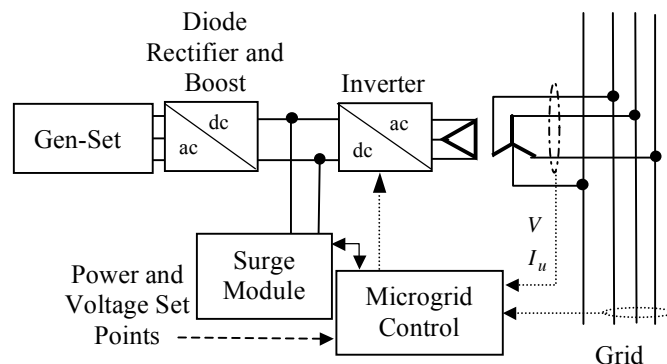 Diode
Rectifier and
Boost
Inverter
Gen-Set
dc
ac
ac
dc
V
I_u
Surge
Module
Power and
Voltage Set
Points
Microgrid
Control
Grid